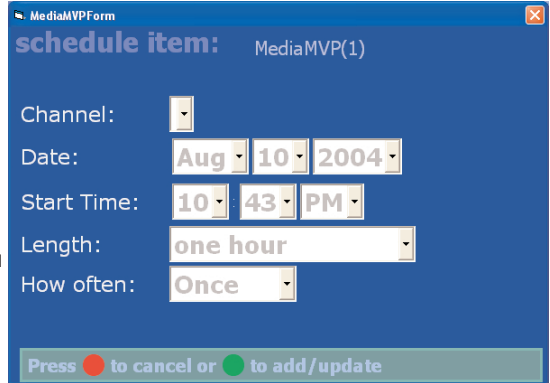 MediaMVPForm
schedule item: MediaMVP(1)
Channel:
Date: Aug 10 2004
Start Time: 10 : 43 PM
Length: one hour
How often: Once
Press to cancel or to add/update